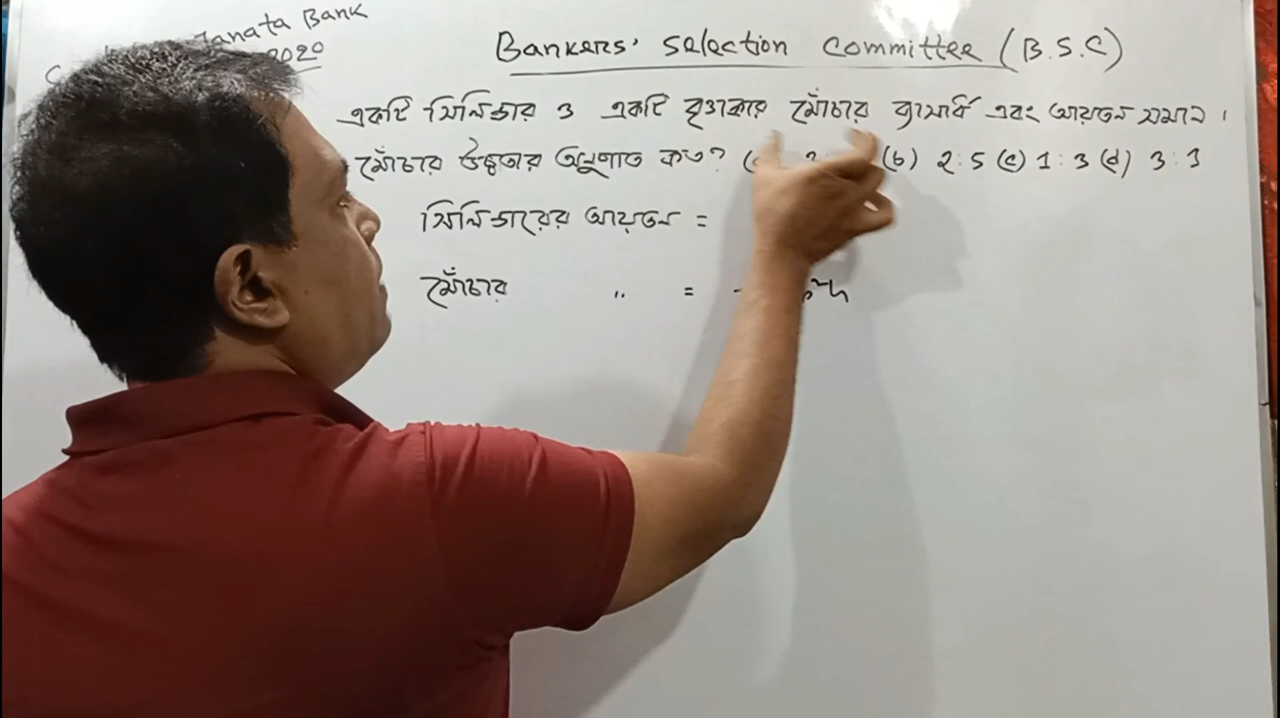 Janata Bank
2020
Bankers' Selection Committee (B.S.C)
একটি সিলিন্ডার ও একটি বৃত্তাকার মোঁচার ব্যাসার্ধ এবং আয়তন সমান।
মোঁচার উচ্চতার অনুপাত কত? (b) 2:5 (c) 1:3 (d) 3:1
সিলিন্ডারের আয়তন =
মোঁচার ,, =